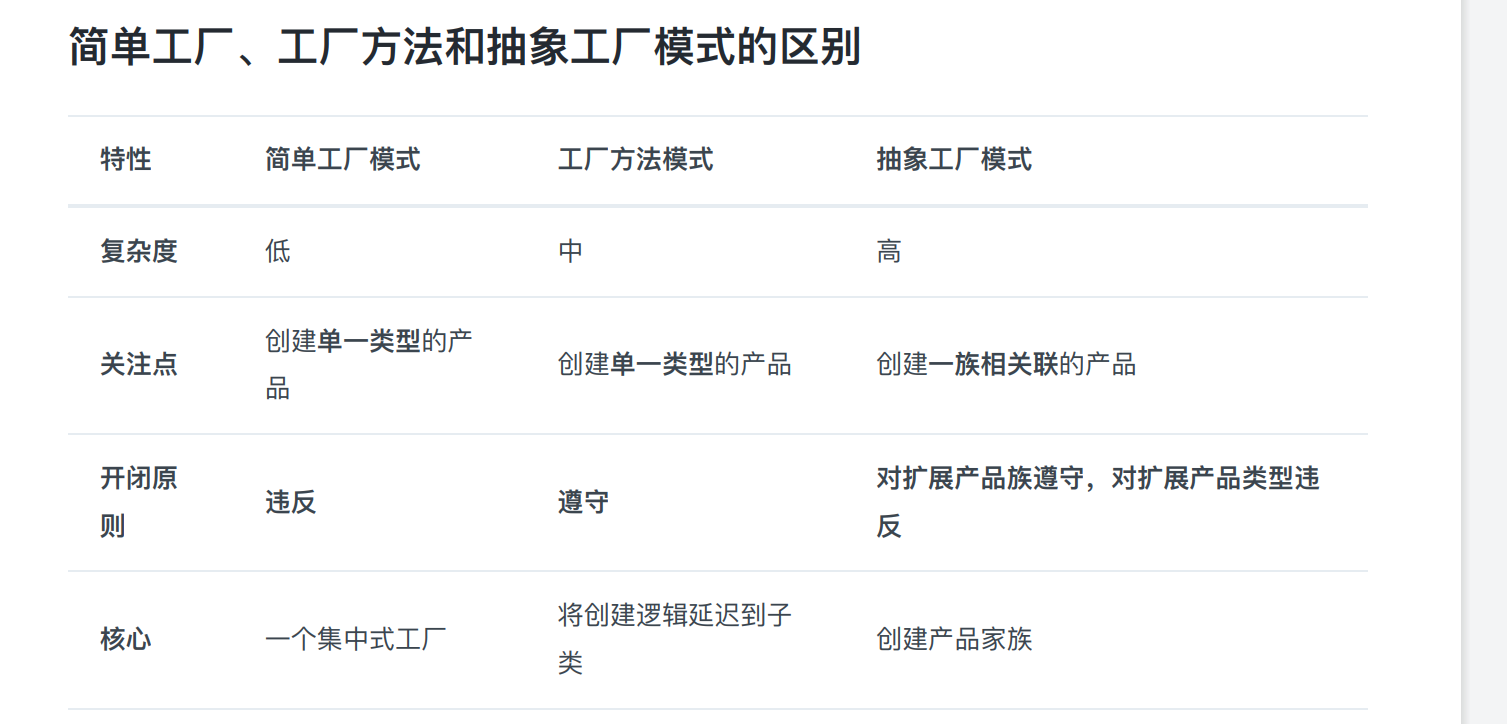 简单工厂、工厂方法和抽象工厂模式的区别
特性 简单工厂模式 工厂方法模式 抽象工厂模式
复杂度 低 中 高
关注点 创建单一类型的产
品 创建单一类型的产品 创建一族相关联的产品
开闭原
则 违反 遵守 对扩展产品族遵守，对扩展产品类型违
反
核心 一个集中式工厂 将创建逻辑延迟到子
类 创建产品家族